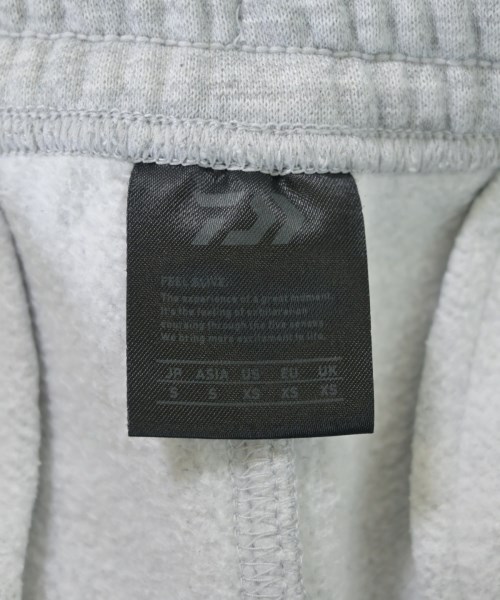 FEEL ALIVE.
The experience of a great moment.
It's the feeling of exhilaration
coursing through the five senses
We bring more excitement to life.
JP ASIA US EU UK
S S XS XS XS